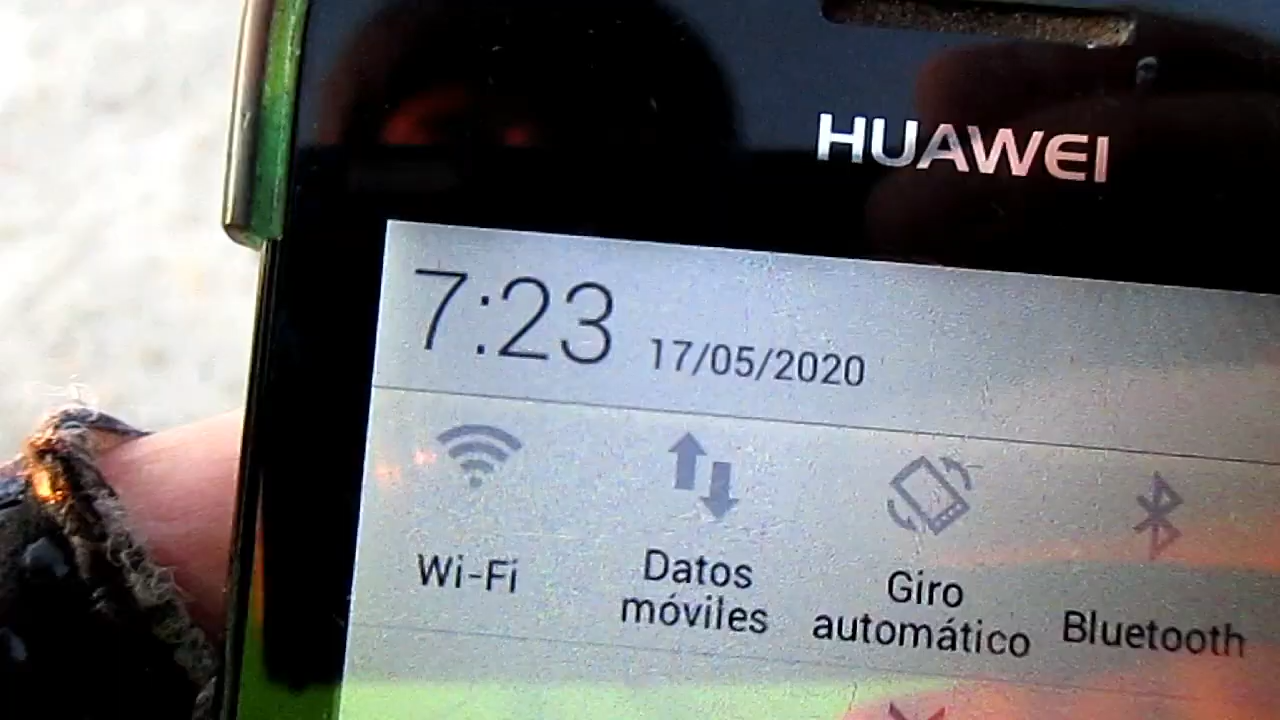 HUAWEI
7:23 17/05/2020
Wi-Fi
Datos
móviles
Giro
automático
Bluetooth